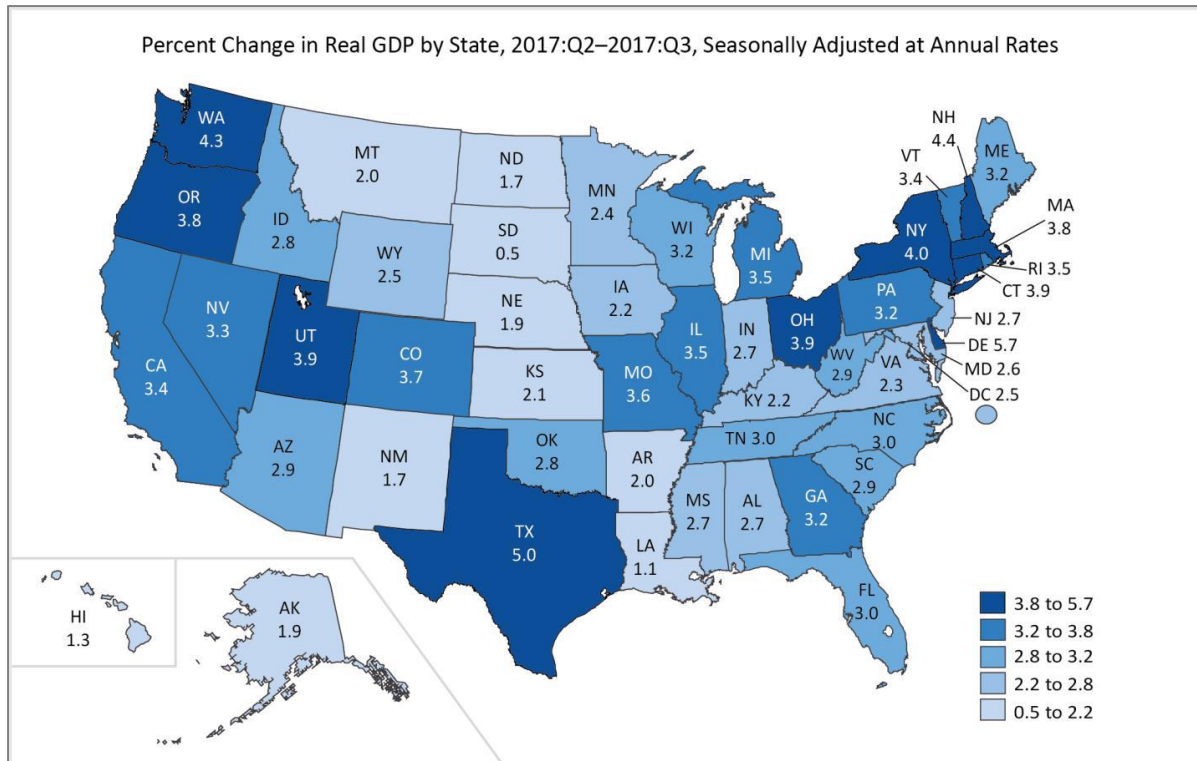 Percent Change in Real GDP by State, 2017:Q2–2017:Q3, Seasonally Adjusted at Annual Rates
WA
4.3
MT
2.0
ND
1.7
MN
2.4
NH
4.4
VT
3.4
ME
3.2
OR
3.8
ID
2.8
SD
0.5
WI
3.2
MI
3.5
NY
4.0
MA
3.8
RI 3.5
CT 3.9
WY
2.5
NV
3.3
UT
3.9
NE
1.9
IA
2.2
IL
3.5
IN
2.7
OH
3.9
PA
3.2
NJ 2.7
DE 5.7
MD 2.6
DC 2.5
CA
3.4
CO
3.7
KS
2.1
MO
3.6
WV
2.9
VA
2.3
KY 2.2
AZ
2.9
NM
1.7
OK
2.8
AR
2.0
TN 3.0
NC
3.0
SC
2.9
TX
5.0
LA
1.1
MS
2.7
AL
2.7
GA
3.2
FL
3.0
HI
1.3
AK
1.9
3.8 to 5.7
3.2 to 3.8
2.8 to 3.2
2.2 to 2.8
0.5 to 2.2